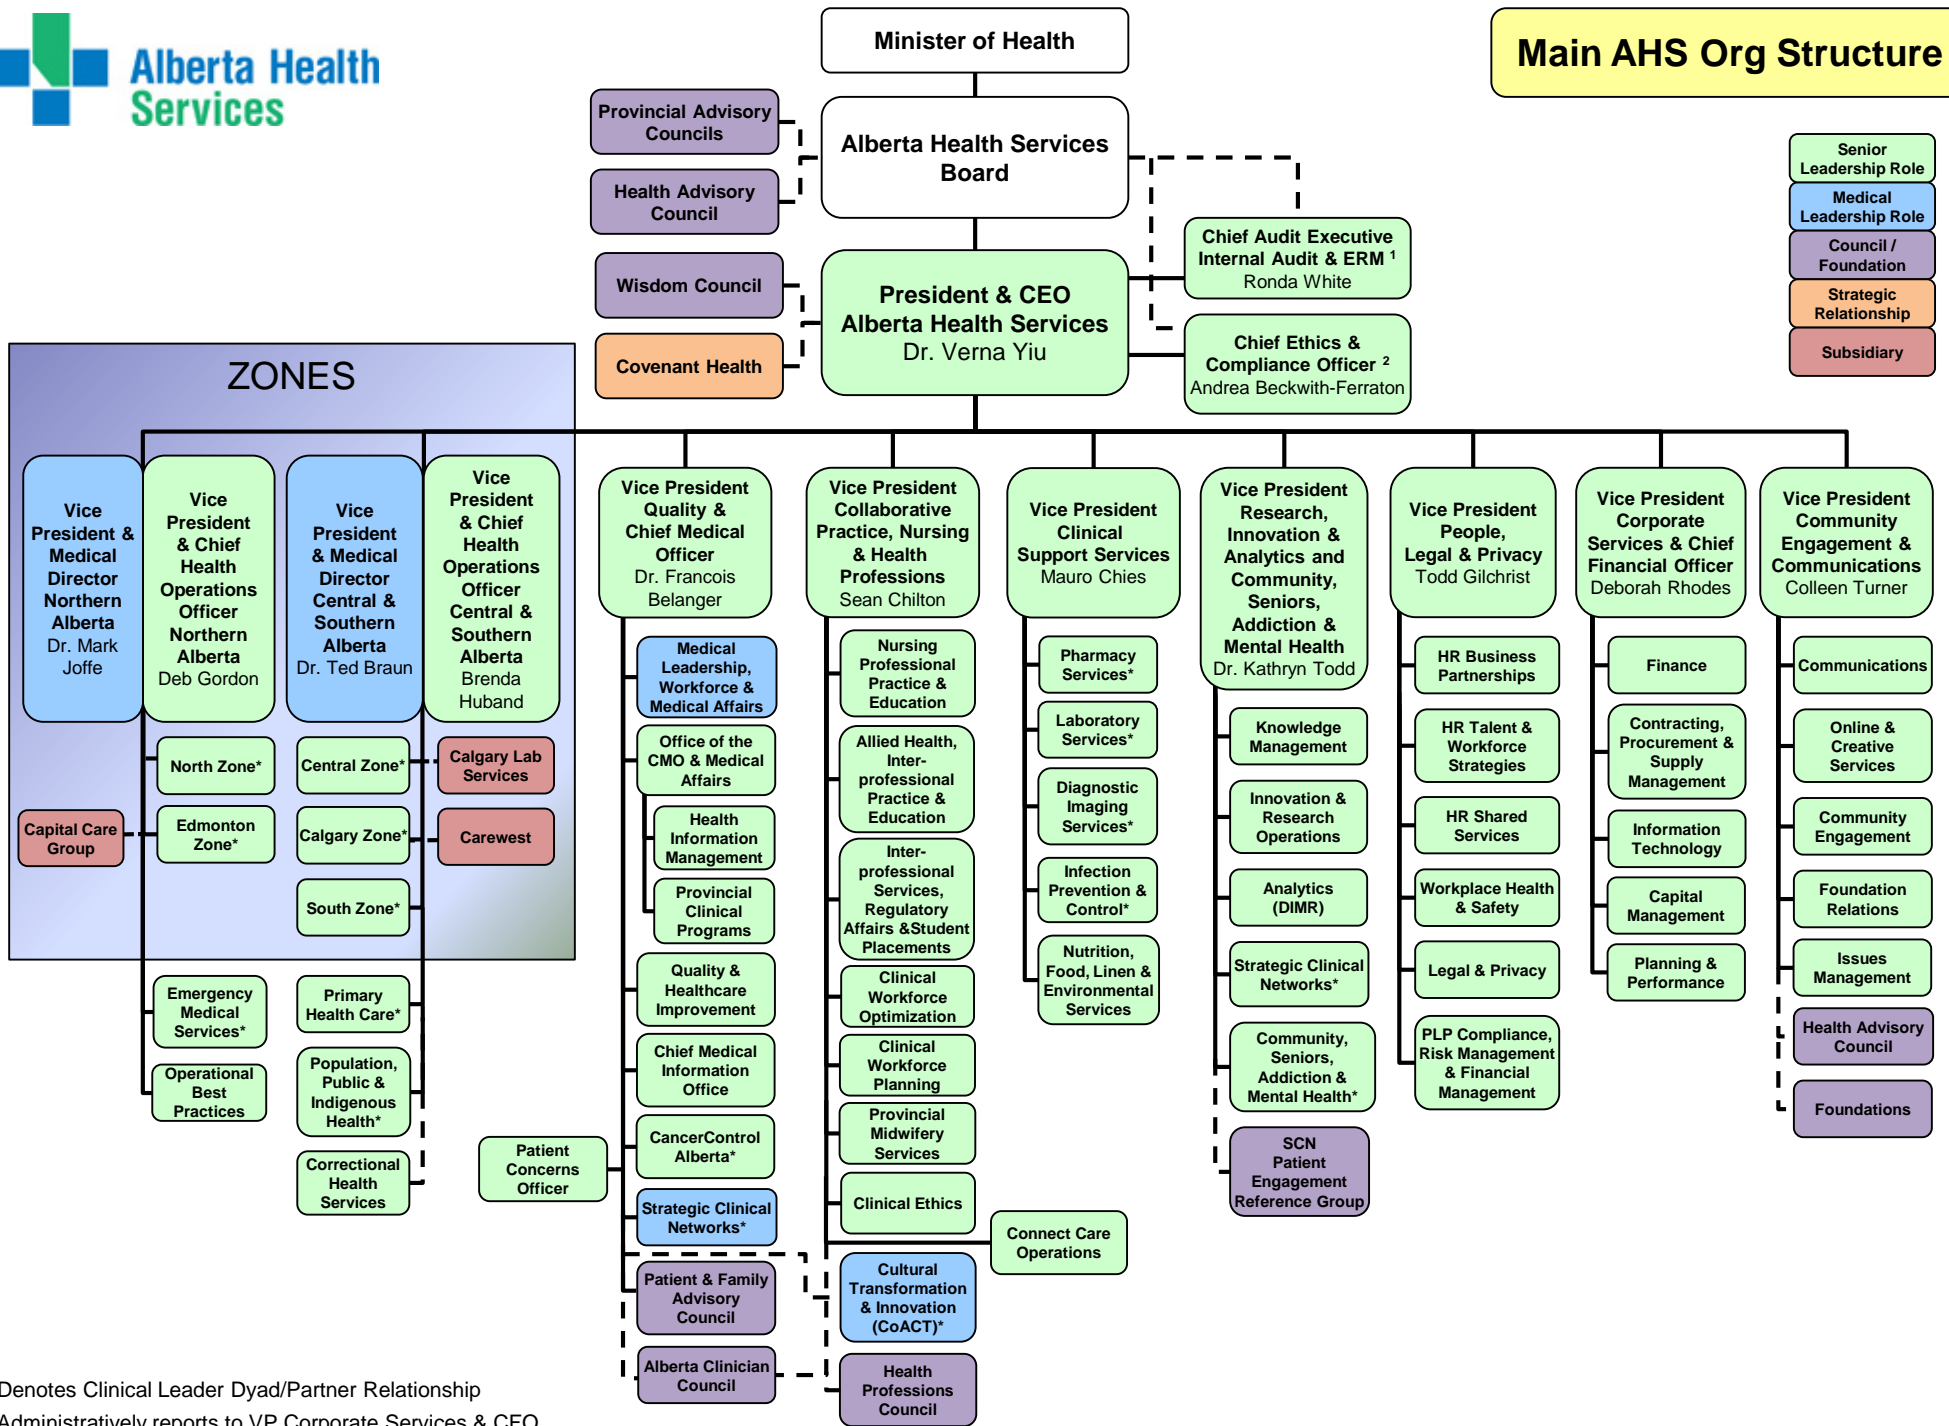 Alberta Health
Services
Minister of Health
Main AHS Org Structure
Provincial Advisory
Councils
Alberta Health Services
Board
Health Advisory
Council
Senior
Leadership Role
Medical
Leadership Role
Council /
Foundation
Strategic
Relationship
Subsidiary
Chief Audit Executive
Internal Audit & ERM 1
Ronda White
Wisdom Council
President & CEO
Alberta Health Services
Dr. Verna Yiu
Covenant Health
Chief Ethics &
Compliance Officer 2
Andrea Beckwith-Ferraton
ZONES
Vice
President &
Medical
Director
Northern
Alberta
Dr. Mark
Joffe
Vice
President
& Chief
Health
Operations
Officer
Northern
Alberta
Deb Gordon
Vice
President
& Medical
Director
Central &
Southern
Alberta
Dr. Ted Braun
Vice
President
& Chief
Health
Operations
Officer
Central &
Southern
Alberta
Brenda
Huband
Vice President
Quality &
Chief Medical
Officer
Dr. Francois
Belanger
Vice President
Collaborative
Practice, Nursing
& Health
Professions
Sean Chilton
Vice President
Clinical
Support Services
Mauro Chies
Vice President
Research,
Innovation &
Analytics and
Community,
Seniors,
Addiction &
Mental Health
Dr. Kathryn Todd
Vice President
People,
Legal & Privacy
Todd Gilchrist
Vice President
Corporate
Services & Chief
Financial Officer
Deborah Rhodes
Vice President
Community
Engagement &
Communications
Colleen Turner
North Zone*
Capital Care
Group
Edmonton
Zone*
Emergency
Medical
Services*
Operational
Best
Practices
Central Zone*
Calgary Lab
Services
Calgary Zone*
Carewest
South Zone*
Primary
Health Care*
Population,
Public &
Indigenous
Health*
Correctional
Health
Services
Medical
Leadership,
Workforce &
Medical Affairs
Office of the
CMO & Medical
Affairs
Health
Information
Management
Provincial
Clinical
Programs
Quality &
Healthcare
Improvement
Chief Medical
Information
Office
CancerControl
Alberta*
Patient
Concerns
Officer
Strategic Clinical
Networks*
Patient & Family
Advisory
Council
Alberta Clinician
Council
Nursing
Professional
Practice &
Education
Allied Health,
Inter-
professional
Practice &
Education
Inter-
professional
Services,
Regulatory
Affairs &Student
Placements
Clinical
Workforce
Optimization
Clinical
Workforce
Planning
Provincial
Midwifery
Services
Clinical Ethics
Connect Care
Operations
Cultural
Transformation
& Innovation
(CoACT)*
Health
Professions
Council
Pharmacy
Services*
Laboratory
Services*
Diagnostic
Imaging
Services*
Infection
Prevention &
Control*
Nutrition,
Food, Linen &
Environmental
Services
Knowledge
Management
Innovation &
Research
Operations
Analytics
(DIMR)
Strategic Clinical
Networks*
Community,
Seniors,
Addiction &
Mental Health*
SCN
Patient
Engagement
Reference Group
HR Business
Partnerships
HR Talent &
Workforce
Strategies
HR Shared
Services
Workplace Health
& Safety
Legal & Privacy
PLP Compliance,
Risk Management
& Financial
Management
Finance
Contracting,
Procurement &
Supply
Management
Information
Technology
Capital
Management
Planning &
Performance
Communications
Online &
Creative
Services
Community
Engagement
Foundation
Relations
Issues
Management
Health Advisory
Council
Foundations
Denotes Clinical Leader Dyad/Partner Relationship
Administratively reports to VP Corporate Services & CFO